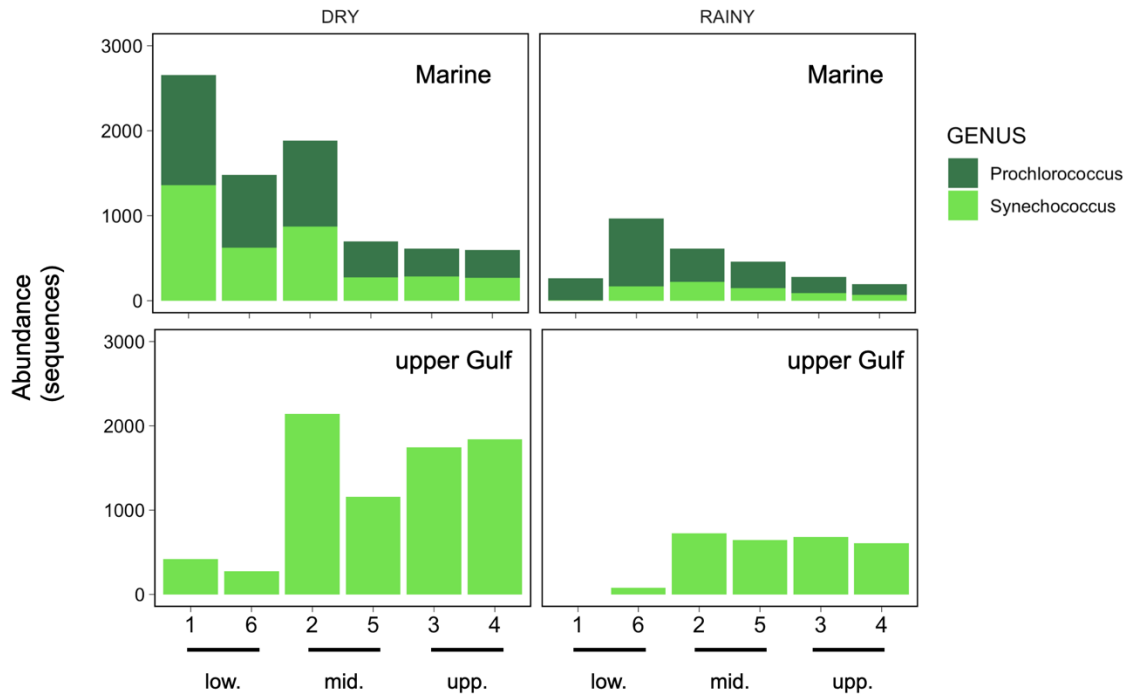 DRY
RAINY
3000
2000
1000
0
Marine
Marine
GENUS
Prochlorococcus
Synechococcus
Abundance
(sequences)
3000
2000
1000
0
upper Gulf
upper Gulf
1 6 2 5 3 4
1 6 2 5 3 4
low. mid. upp.
low. mid. upp.